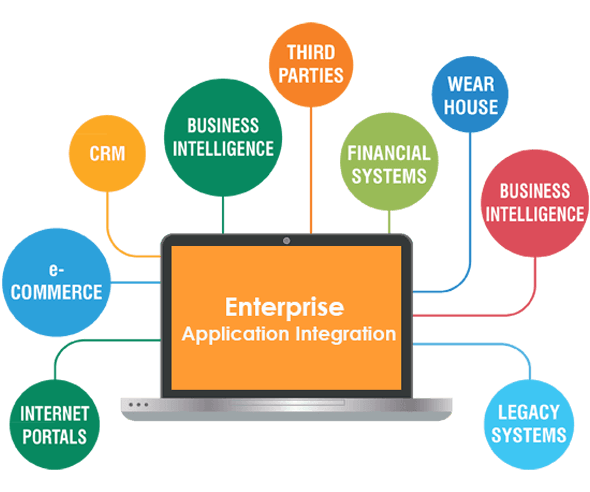 THIRD
PARTIES
WEAR
HOUSE
BUSINESS
INTELLIGENCE
CRM
FINANCIAL
SYSTEMS
BUSINESS
INTELLIGENCE
e-
COMMERCE
Enterprise
Application Integration
INTERNET
PORTALS
LEGACY
SYSTEMS